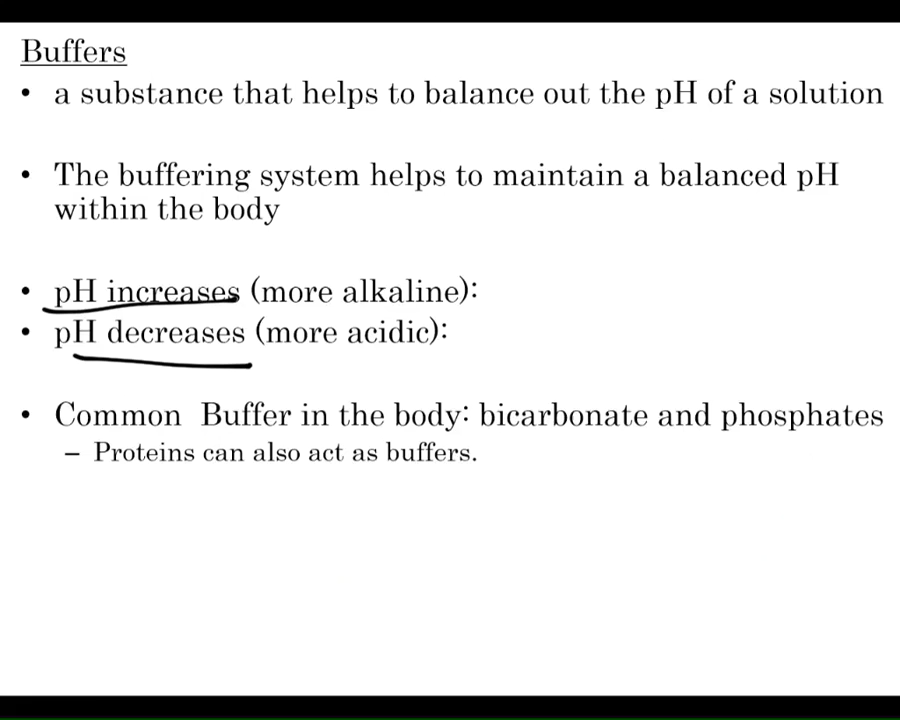 Buffers
• a substance that helps to balance out the pH of a solution
• The buffering system helps to maintain a balanced pH
within the body
• pH increases (more alkaline):
• pH decreases (more acidic):
• Common  Buffer in the body: bicarbonate and phosphates
– Proteins can also act as buffers.